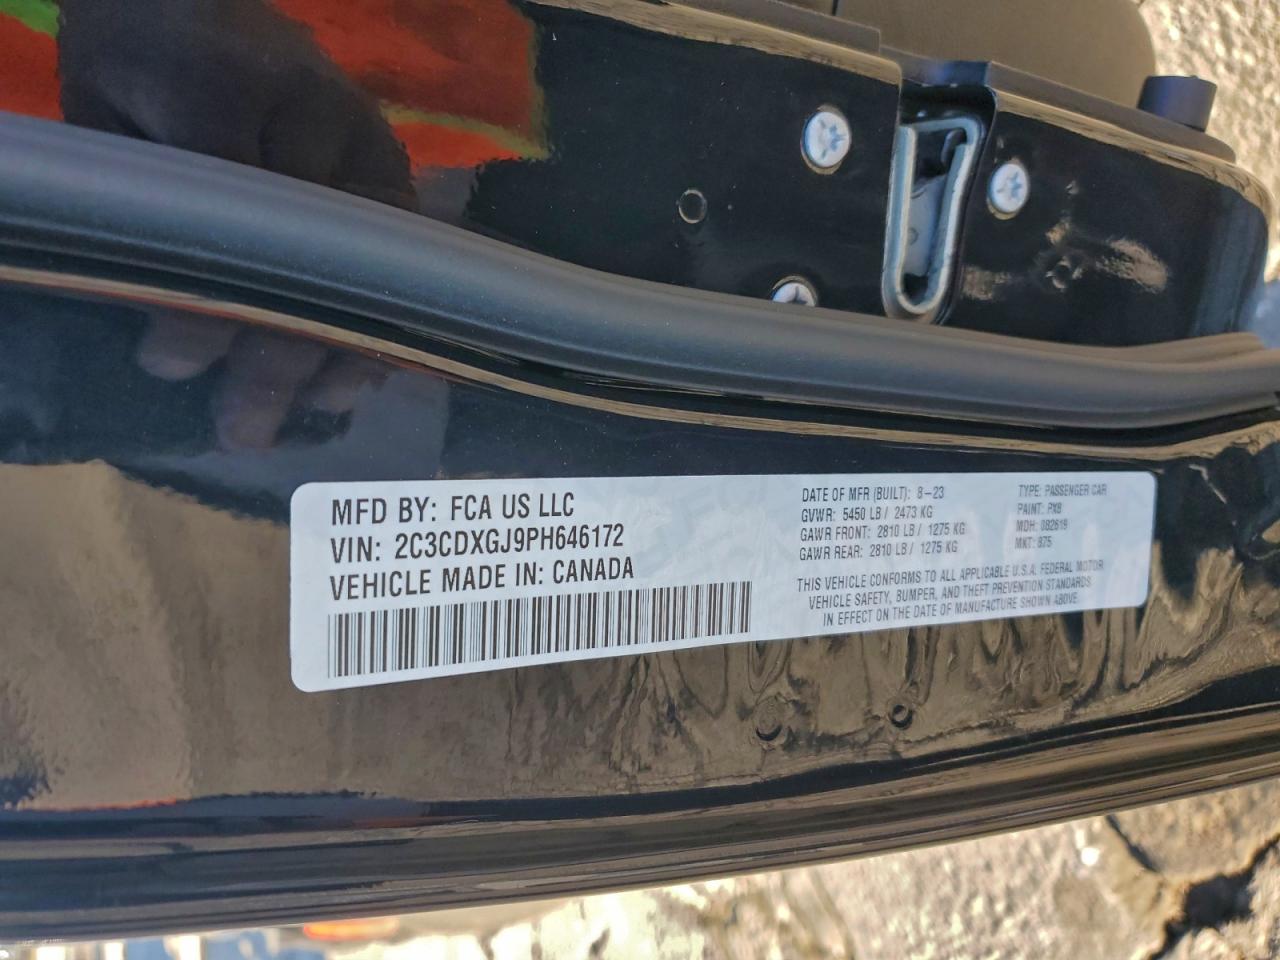 MFD BY: FCA US LLC
VIN: 2C3CDXGJ9PH646172
VEHICLE MADE IN: CANADA
DATE OF MFR (BUILT): 8-23
GVWR: 5450 LB / 2473 KG
GAWR FRONT: 2810 LB / 1275 KG
GAWR REAR: 2810 LB / 1275 KG
TYPE: PASSENGER CAR
PAINT: PX8
MDH: 082619
MKT: 875
THIS VEHICLE CONFORMS TO ALL APPLICABLE U.S.A. FEDERAL MOTOR
VEHICLE SAFETY, BUMPER, AND THEFT PREVENTION STANDARDS
IN EFFECT ON THE DATE OF MANUFACTURE SHOWN ABOVE